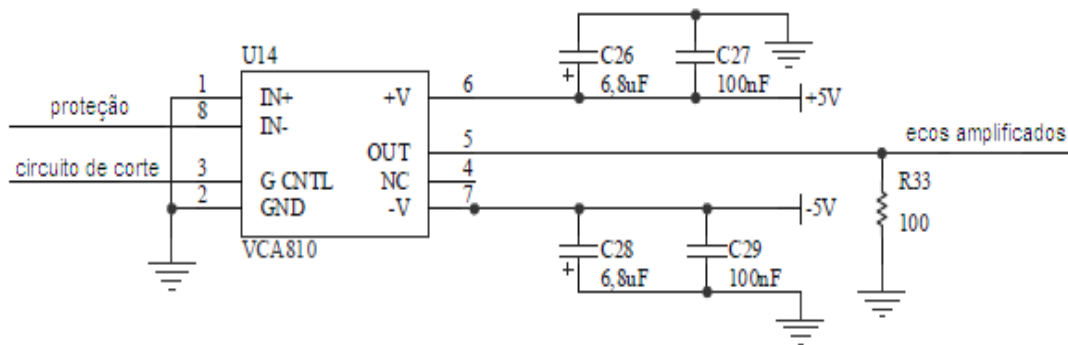 U14
1
8
3
2
IN+
IN-
G CNTL
GND
+V
OUT
NC
-V
6
5
4
7
VCA810
proteção
circuito de corte
+
C26
6,8uF
C27
100nF
+5V
ecos amplificados
R33
100
-5V
+
C28
6,8uF
C29
100nF